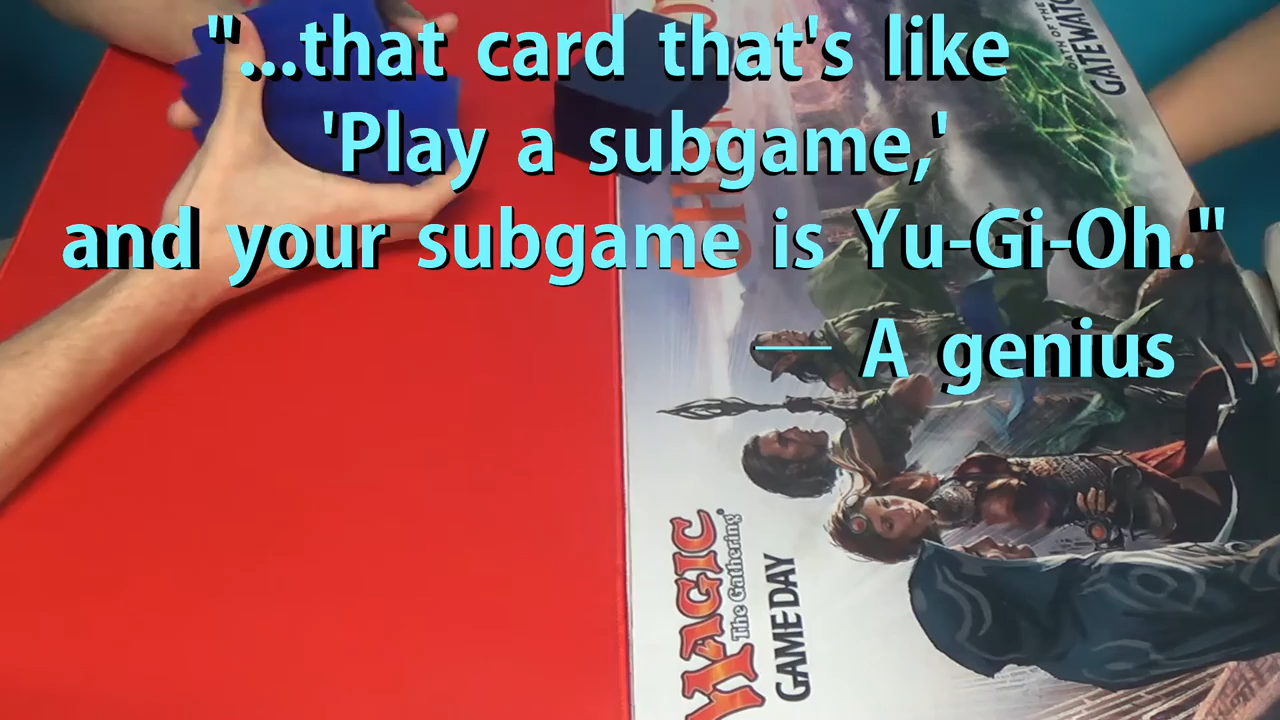 "...that card that's like
'Play a subgame,'
and your subgame is Yu-Gi-Oh."
— A genius
OATH OF THE
GATEWATCH
CHAMPION
MAGIC
The Gathering®
GAME DAY